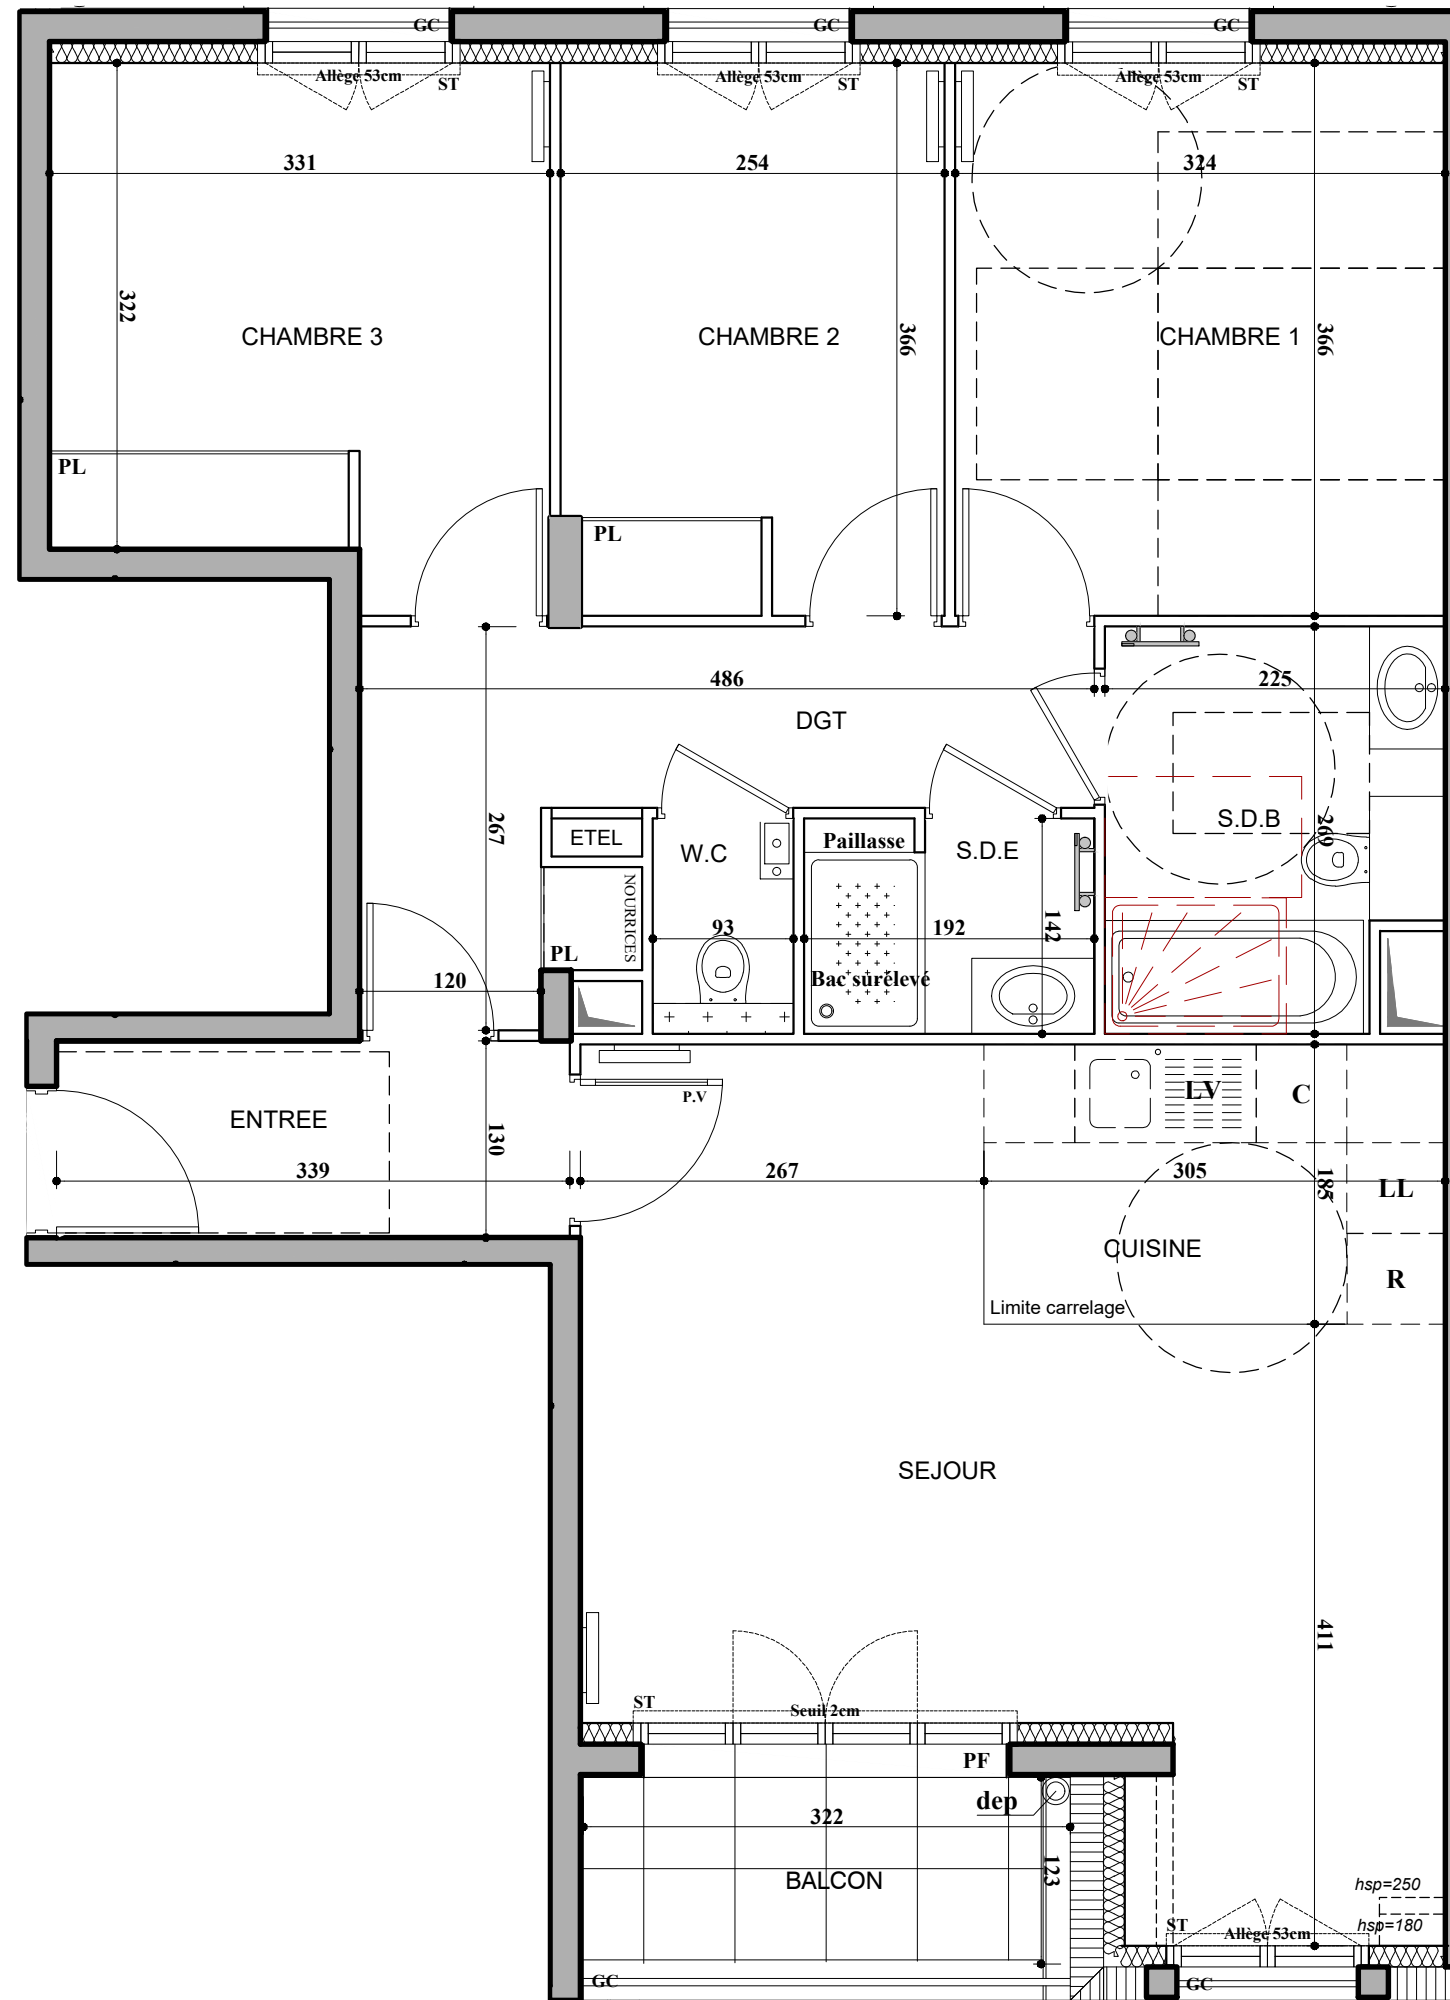 GC
GC
GC
Allège 53cm
ST
Allège 53cm
ST
Allège 53cm
ST
331
254
324
322
366
366
CHAMBRE 3
CHAMBRE 2
CHAMBRE 1
PL
PL
486
225
DGT
267
ETEL
W.C
Paillasse
S.D.E
S.D.B
269
NOURRICES
93
192
142
PL
120
Bac surélevé
P.V
LV
C
ENTREE
130
339
267
305
185
LL
CUISINE
R
Limite carrelage
SEJOUR
411
ST
Seuil 2cm
PF
dep
322
123
BALCON
hsp=250
hsp=180
ST
Allège 53cm
GC
GC